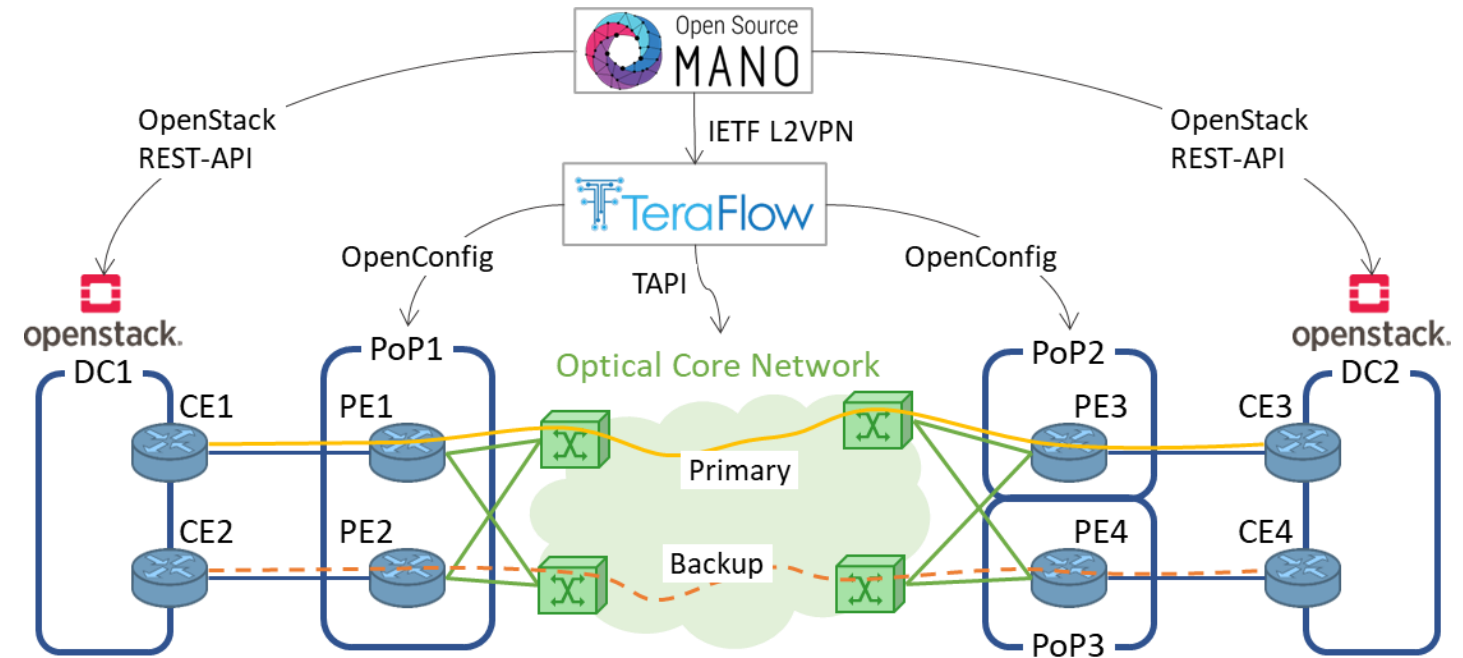 Open Source
MANO
OpenStack
REST-API
IETF L2VPN
OpenStack
REST-API
TeraFlow
OpenConfig
TAPI
OpenConfig
openstack.
openstack.
DC1
PoP1
Optical Core Network
PoP2
DC2
CE1
PE1
PE3
CE3
Primary
CE2
PE2
PE4
CE4
Backup
PoP3